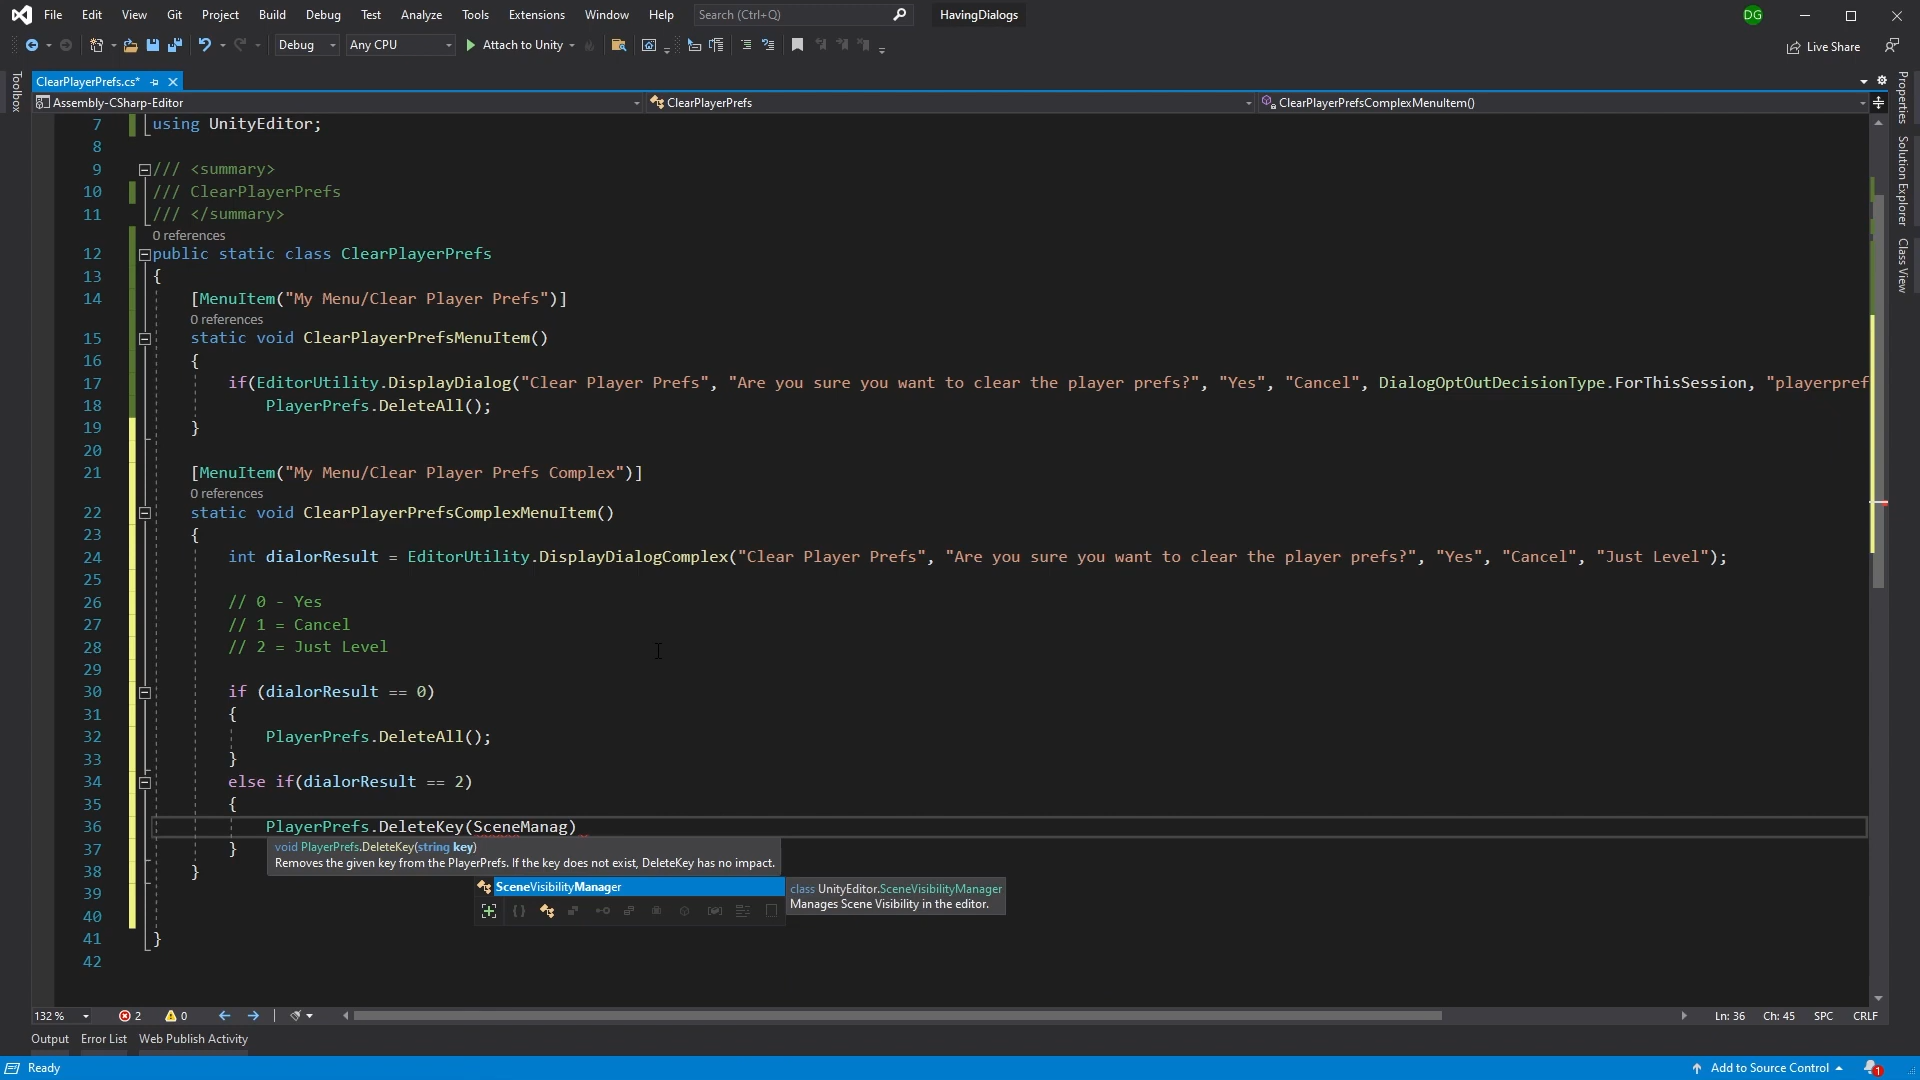 File Edit View Git Project Build Debug Test Analyze Tools Extensions Window Help Search (Ctrl+Q) HavingDialogs DG
Debug Any CPU Attach to Unity Live Share
ClearPlayerPrefs.cs*
Assembly-CSharp-Editor ClearPlayerPrefs ClearPlayerPrefsComplexMenuItem()
Toolbox
Properties
Solution Explorer
Class View
7 using UnityEditor;
8
9 /// <summary>
10 /// ClearPlayerPrefs
11 /// </summary>
0 references
12 public static class ClearPlayerPrefs
13 {
14 [MenuItem("My Menu/Clear Player Prefs")]
0 references
15 static void ClearPlayerPrefsMenuItem()
16 {
17 if(EditorUtility.DisplayDialog("Clear Player Prefs", "Are you sure you want to clear the player prefs?", "Yes", "Cancel", DialogOptOutDecisionType.ForThisSession, "playerpref
18 PlayerPrefs.DeleteAll();
19 }
20
21 [MenuItem("My Menu/Clear Player Prefs Complex")]
0 references
22 static void ClearPlayerPrefsComplexMenuItem()
23 {
24 int dialorResult = EditorUtility.DisplayDialogComplex("Clear Player Prefs", "Are you sure you want to clear the player prefs?", "Yes", "Cancel", "Just Level");
25
26 // 0 - Yes
27 // 1 = Cancel
28 // 2 = Just Level
29
30 if (dialorResult == 0)
31 {
32 PlayerPrefs.DeleteAll();
33 }
34 else if(dialorResult == 2)
35 {
36 PlayerPrefs.DeleteKey(SceneManag)
37 }
void PlayerPrefs.DeleteKey(string key)
Removes the given key from the PlayerPrefs. If the key does not exist, DeleteKey has no impact.
38 }
SceneVisibilityManager
class UnityEditor.SceneVisibilityManager
Manages Scene Visibility in the editor.
39
40
41 }
42
132 % 2 0 Ln: 36 Ch: 45 SPC CRLF
Output Error List Web Publish Activity
Ready Add to Source Control 1